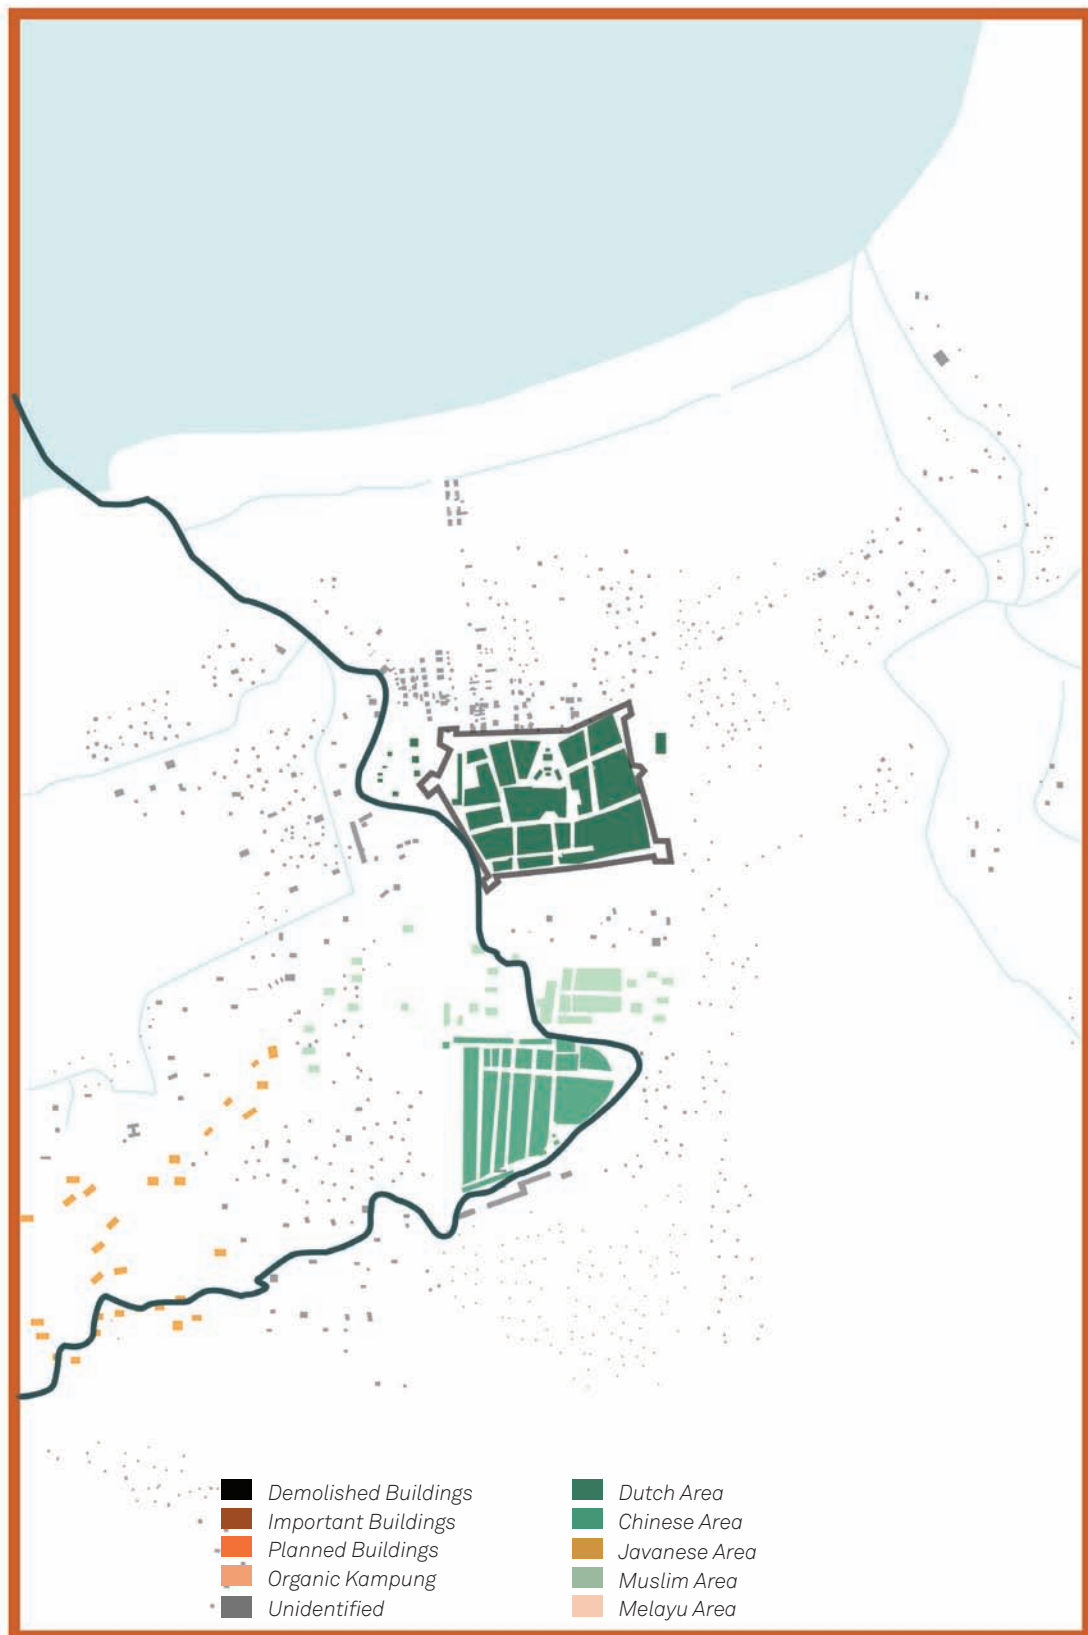 Demolished Buildings
Important Buildings
Planned Buildings
Organic Kampung
Unidentified
Dutch Area
Chinese Area
Javanese Area
Muslim Area
Melayu Area